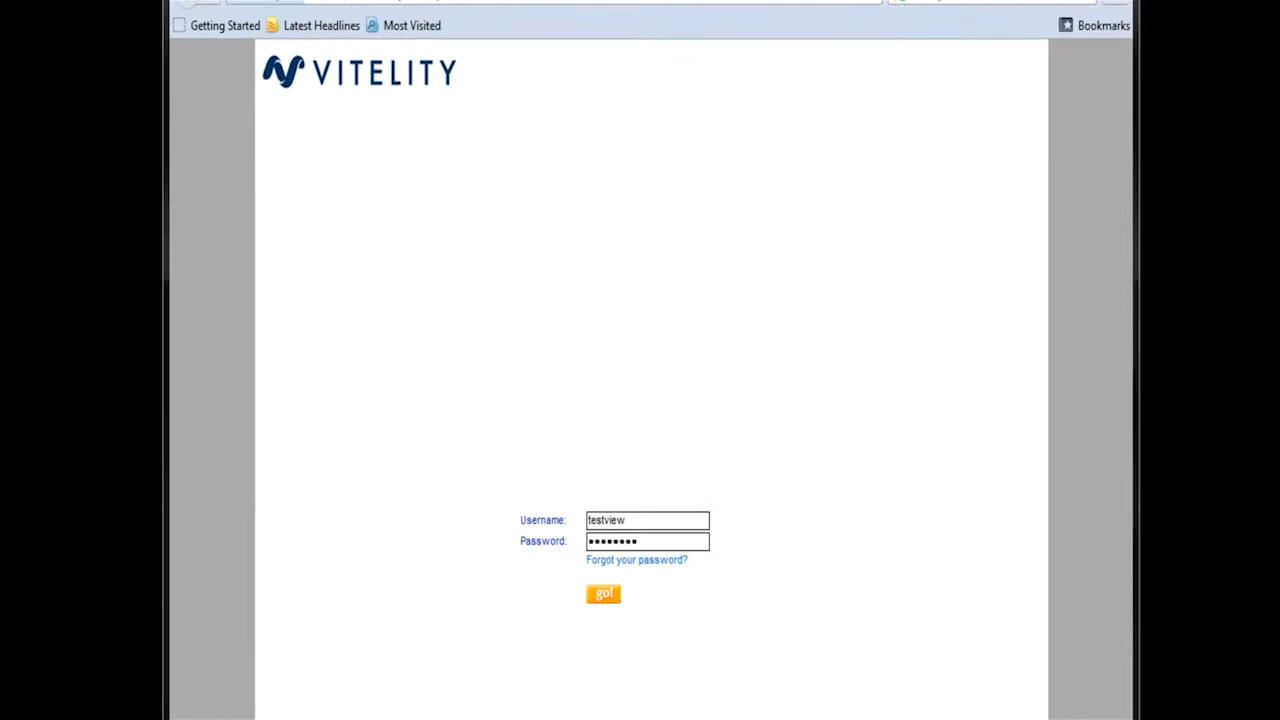 Getting Started Latest Headlines Most Visited Bookmarks
VITELITY
Username: testview
Password: ••••••••
Forgot your password?
go!